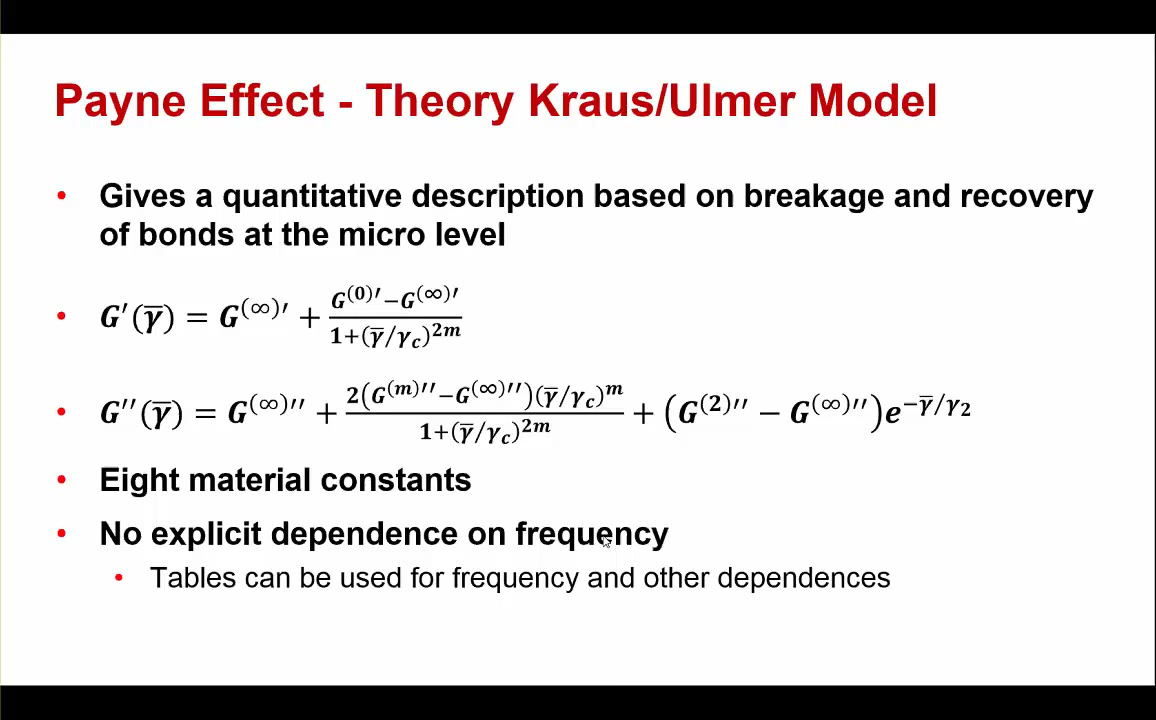 Payne Effect - Theory Kraus/Ulmer Model
• Gives a quantitative description based on breakage and recovery
of bonds at the micro level
• G′(γ̅) = G^(∞)′ + (G^(0)′−G^(∞)′)/(1+(γ̅/γ_c)^2m)
• G′′(γ̅) = G^(∞)′′ + (2(G^(m)′′−G^(∞)′′)(γ̅/γ_c)^m)/(1+(γ̅/γ_c)^2m) + (G^(2)′′ − G^(∞)′′)e^(−γ̅/γ_2)
• Eight material constants
• No explicit dependence on frequency
• Tables can be used for frequency and other dependences